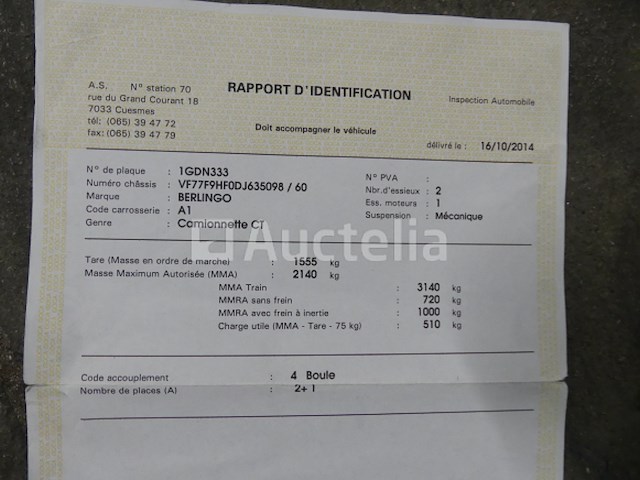 A.S. N° station 70
rue du Grand Courant 18
7033 Cuesmes
tél: (065) 39 47 72
fax: (065) 39 47 79
RAPPORT D'IDENTIFICATION
Inspection Automobile
Doit accompagner le véhicule
délivré le : 16/10/2014
N° de plaque : 1GDN333
Numéro châssis : VF77F9HF0DJ635098 / 60
Marque : BERLINGO
Code carrosserie : A1
Genre : Camionnette CT
N° PVA :
Nbr.d'essieux : 2
Ess. moteurs : 1
Suspension : Mécanique
Auctelia
Tare (Masse en ordre de marche) : 1555 kg
Masse Maximum Autorisée (MMA) : 2140 kg
MMA Train : 3140 kg
MMRA sans frein : 720 kg
MMRA avec frein à inertie : 1000 kg
Charge utile (MMA - Tare - 75 kg) : 510 kg
Code accouplement : 4 Boule
Nombre de places (A) : 2+ 1